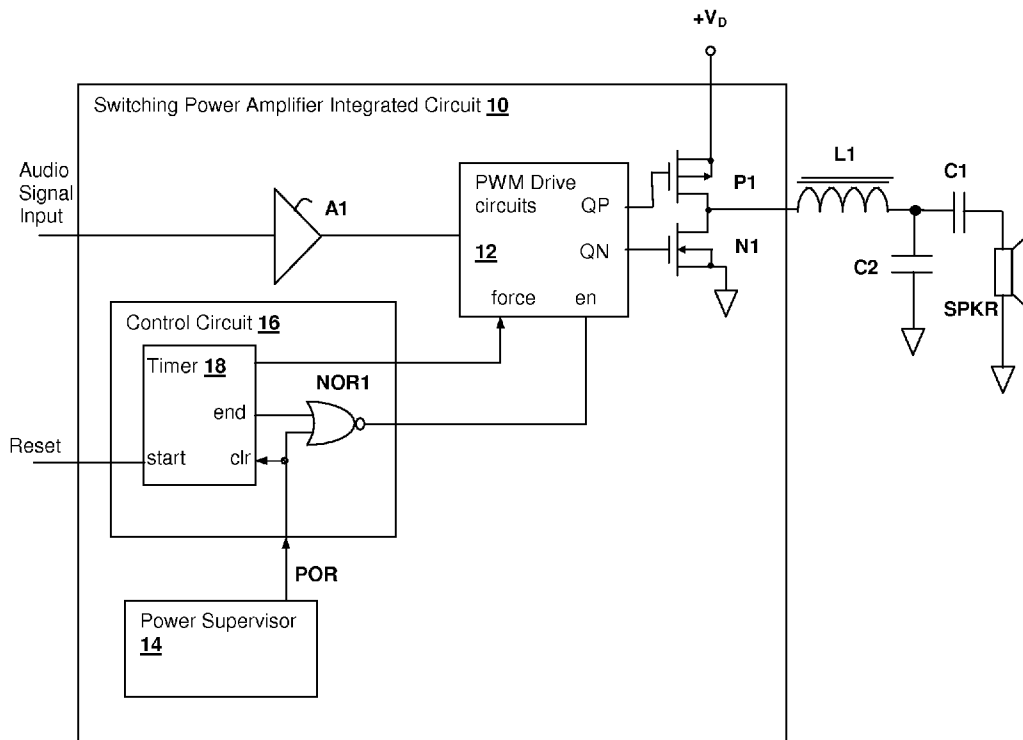 +VD
Switching Power Amplifier Integrated Circuit 10
Audio
Signal
Input
A1
PWM Drive
circuits
QP
12
QN
force
en
P1
N1
L1
C1
C2
SPKR
Control Circuit 16
Timer 18
NOR1
end
Reset
start
clr
POR
Power Supervisor
14